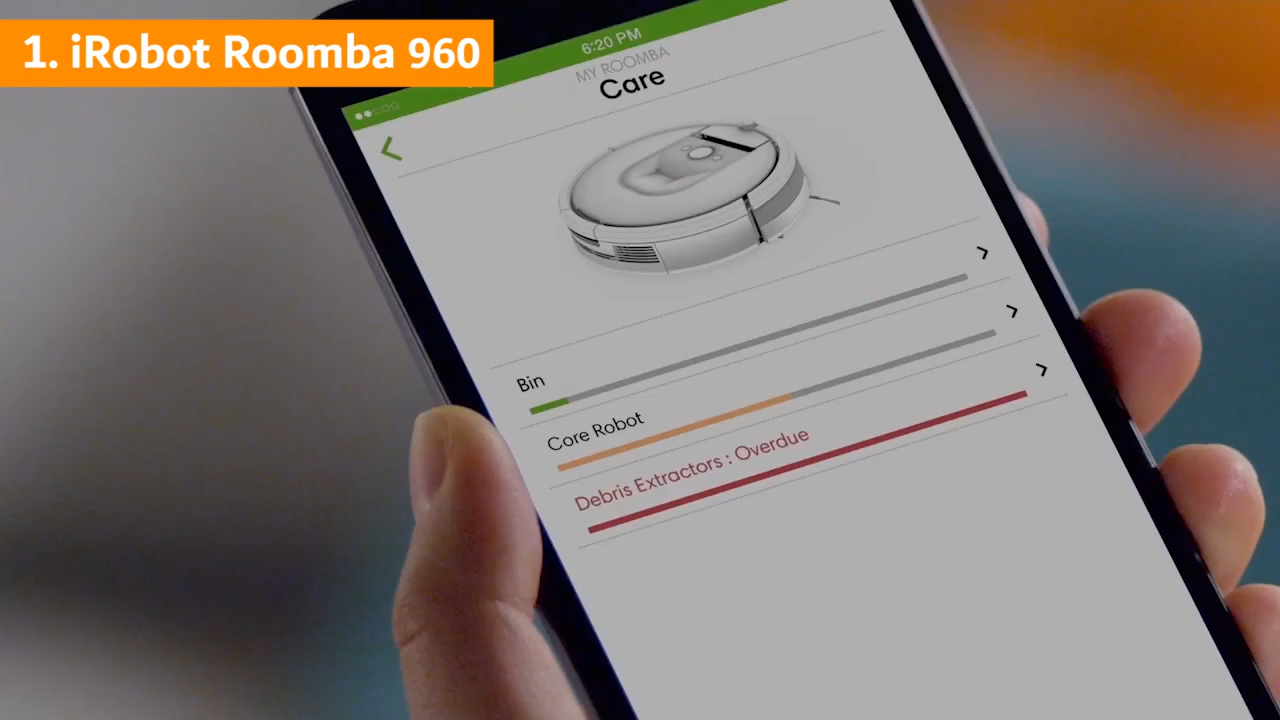 1. iRobot Roomba 960
6:20 PM
MY ROOMBA
Care
Bin
Core Robot
Debris Extractors : Overdue